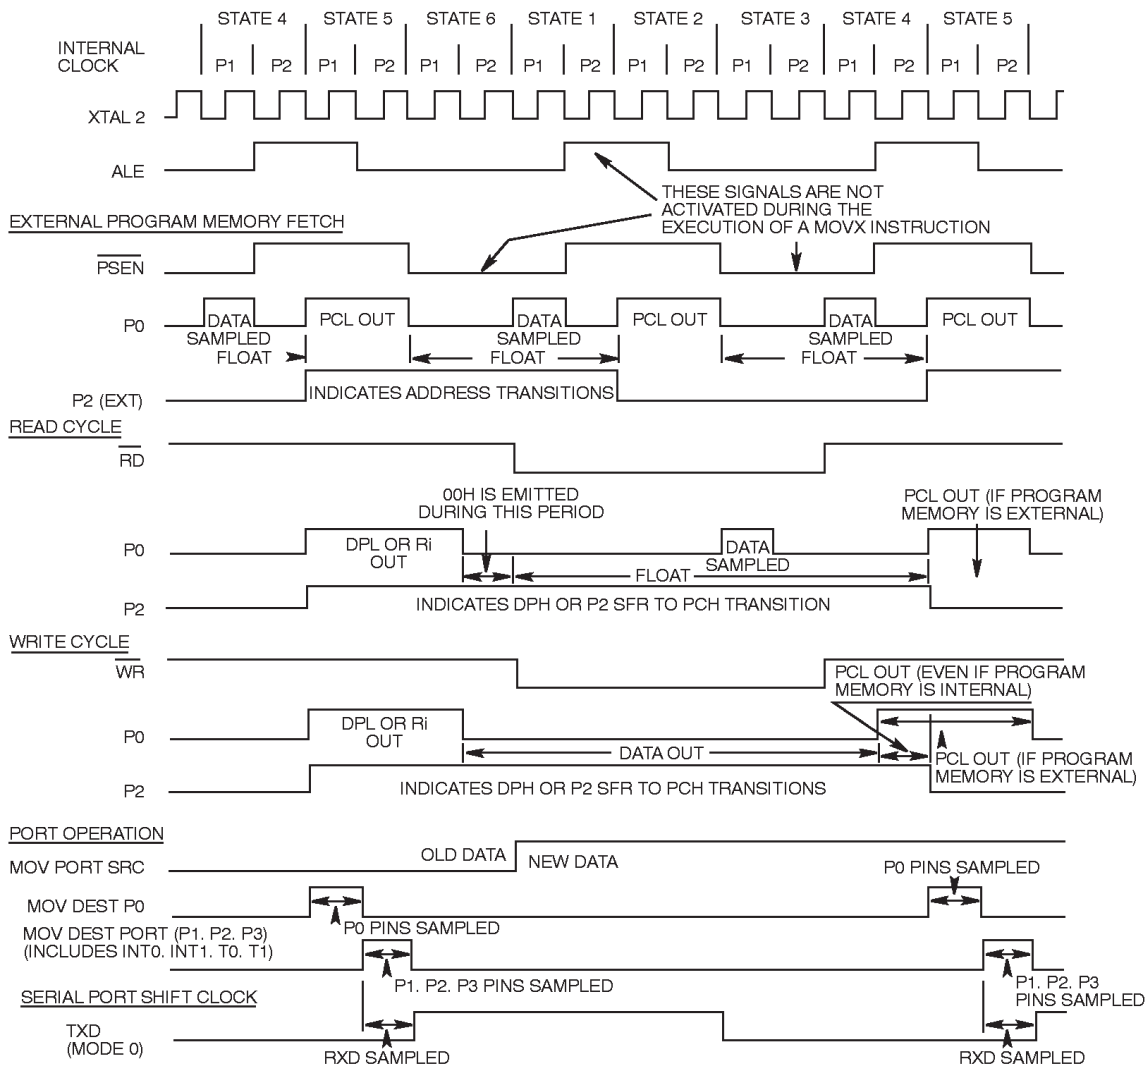 STATE 4 STATE 5 STATE 6 STATE 1 STATE 2 STATE 3 STATE 4 STATE 5
INTERNAL
CLOCK
P1 P2 P1 P2 P1 P2 P1 P2 P1 P2 P1 P2 P1 P2 P1 P2
XTAL 2
ALE
THESE SIGNALS ARE NOT
ACTIVATED DURING THE
EXECUTION OF A MOVX INSTRUCTION
EXTERNAL PROGRAM MEMORY FETCH
PSEN
P0
DATA PCL OUT DATA PCL OUT DATA PCL OUT
SAMPLED SAMPLED SAMPLED
FLOAT FLOAT FLOAT
P2 (EXT)
INDICATES ADDRESS TRANSITIONS
READ CYCLE
RD
00H IS EMITTED
DURING THIS PERIOD
PCL OUT (IF PROGRAM
MEMORY IS EXTERNAL)
P0
DPL OR Ri
OUT
DATA
SAMPLED
FLOAT
P2
INDICATES DPH OR P2 SFR TO PCH TRANSITION
WRITE CYCLE
WR
PCL OUT (EVEN IF PROGRAM
MEMORY IS INTERNAL)
P0
DPL OR Ri
OUT
DATA OUT
PCL OUT (IF PROGRAM
MEMORY IS EXTERNAL)
P2
INDICATES DPH OR P2 SFR TO PCH TRANSITIONS
PORT OPERATION
MOV PORT SRC
OLD DATA NEW DATA
P0 PINS SAMPLED
MOV DEST P0
P0 PINS SAMPLED
MOV DEST PORT (P1. P2. P3)
(INCLUDES INT0. INT1. T0. T1)
P1. P2. P3 PINS SAMPLED
P1. P2. P3
PINS SAMPLED
SERIAL PORT SHIFT CLOCK
TXD
(MODE 0)
RXD SAMPLED RXD SAMPLED